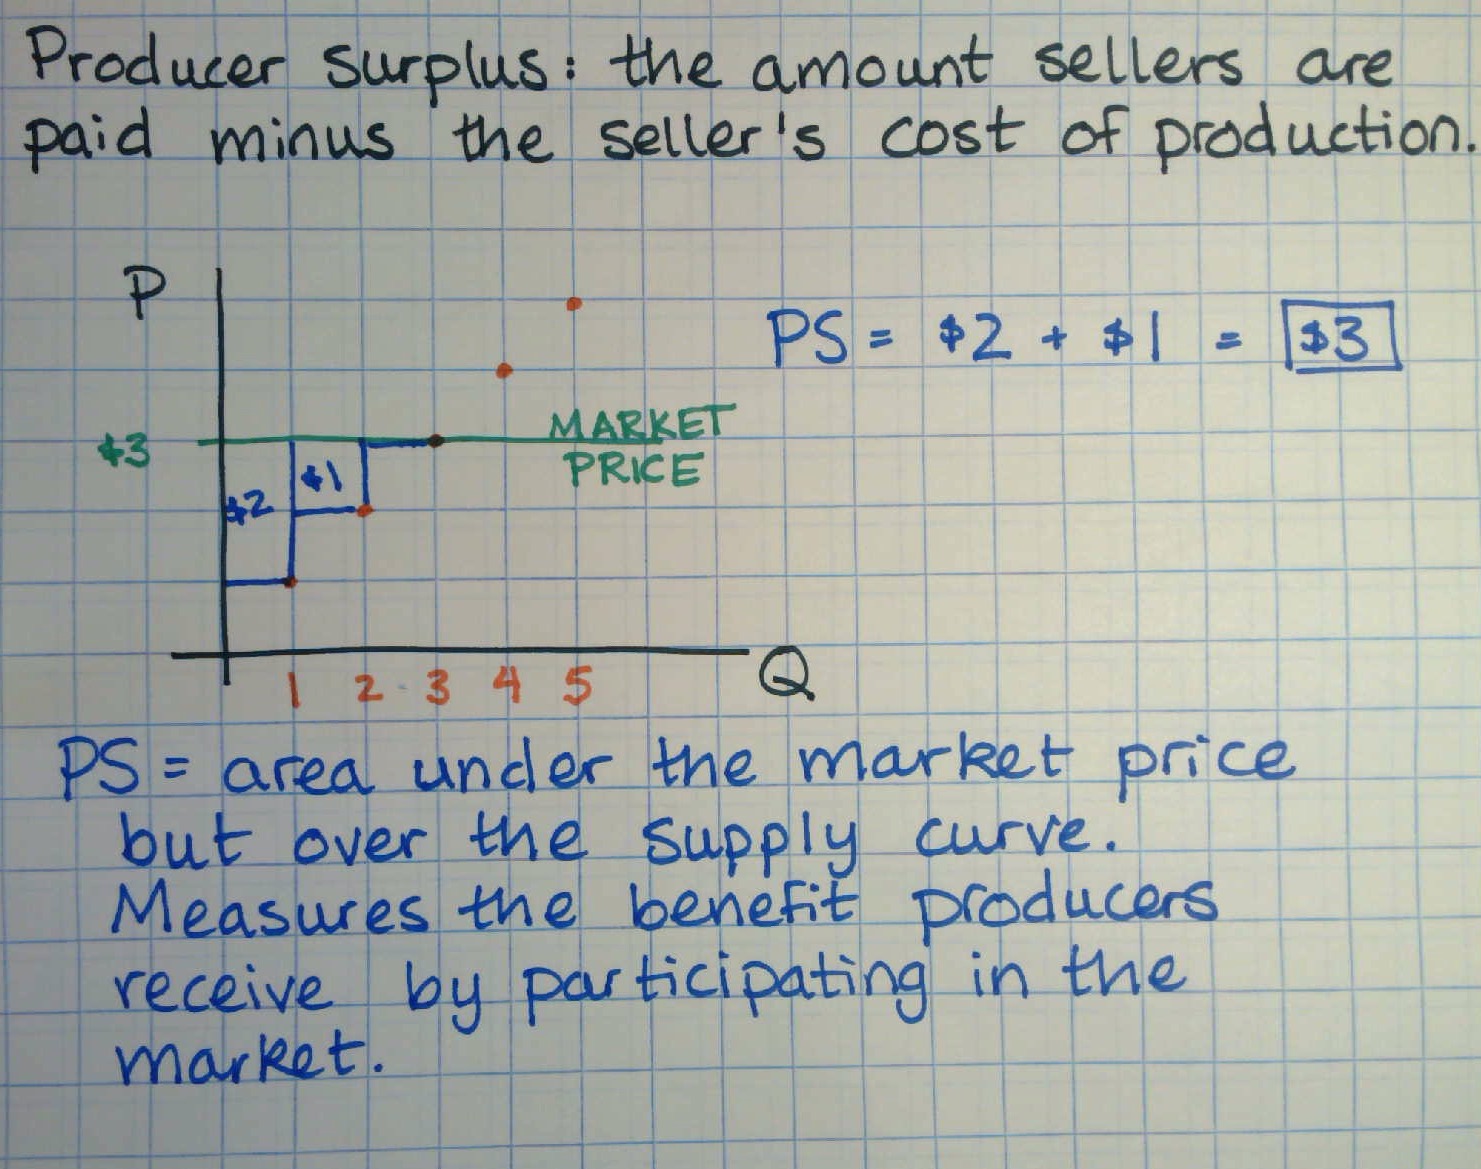 Producer surplus: the amount sellers are
paid minus the seller's cost of production.
P
PS = $2 + $1 = $3
$3
MARKET
PRICE
$1
$2
1 2 3 4 5
Q
PS = area under the market price
but over the supply curve.
Measures the benefit producers
receive by participating in the
market.